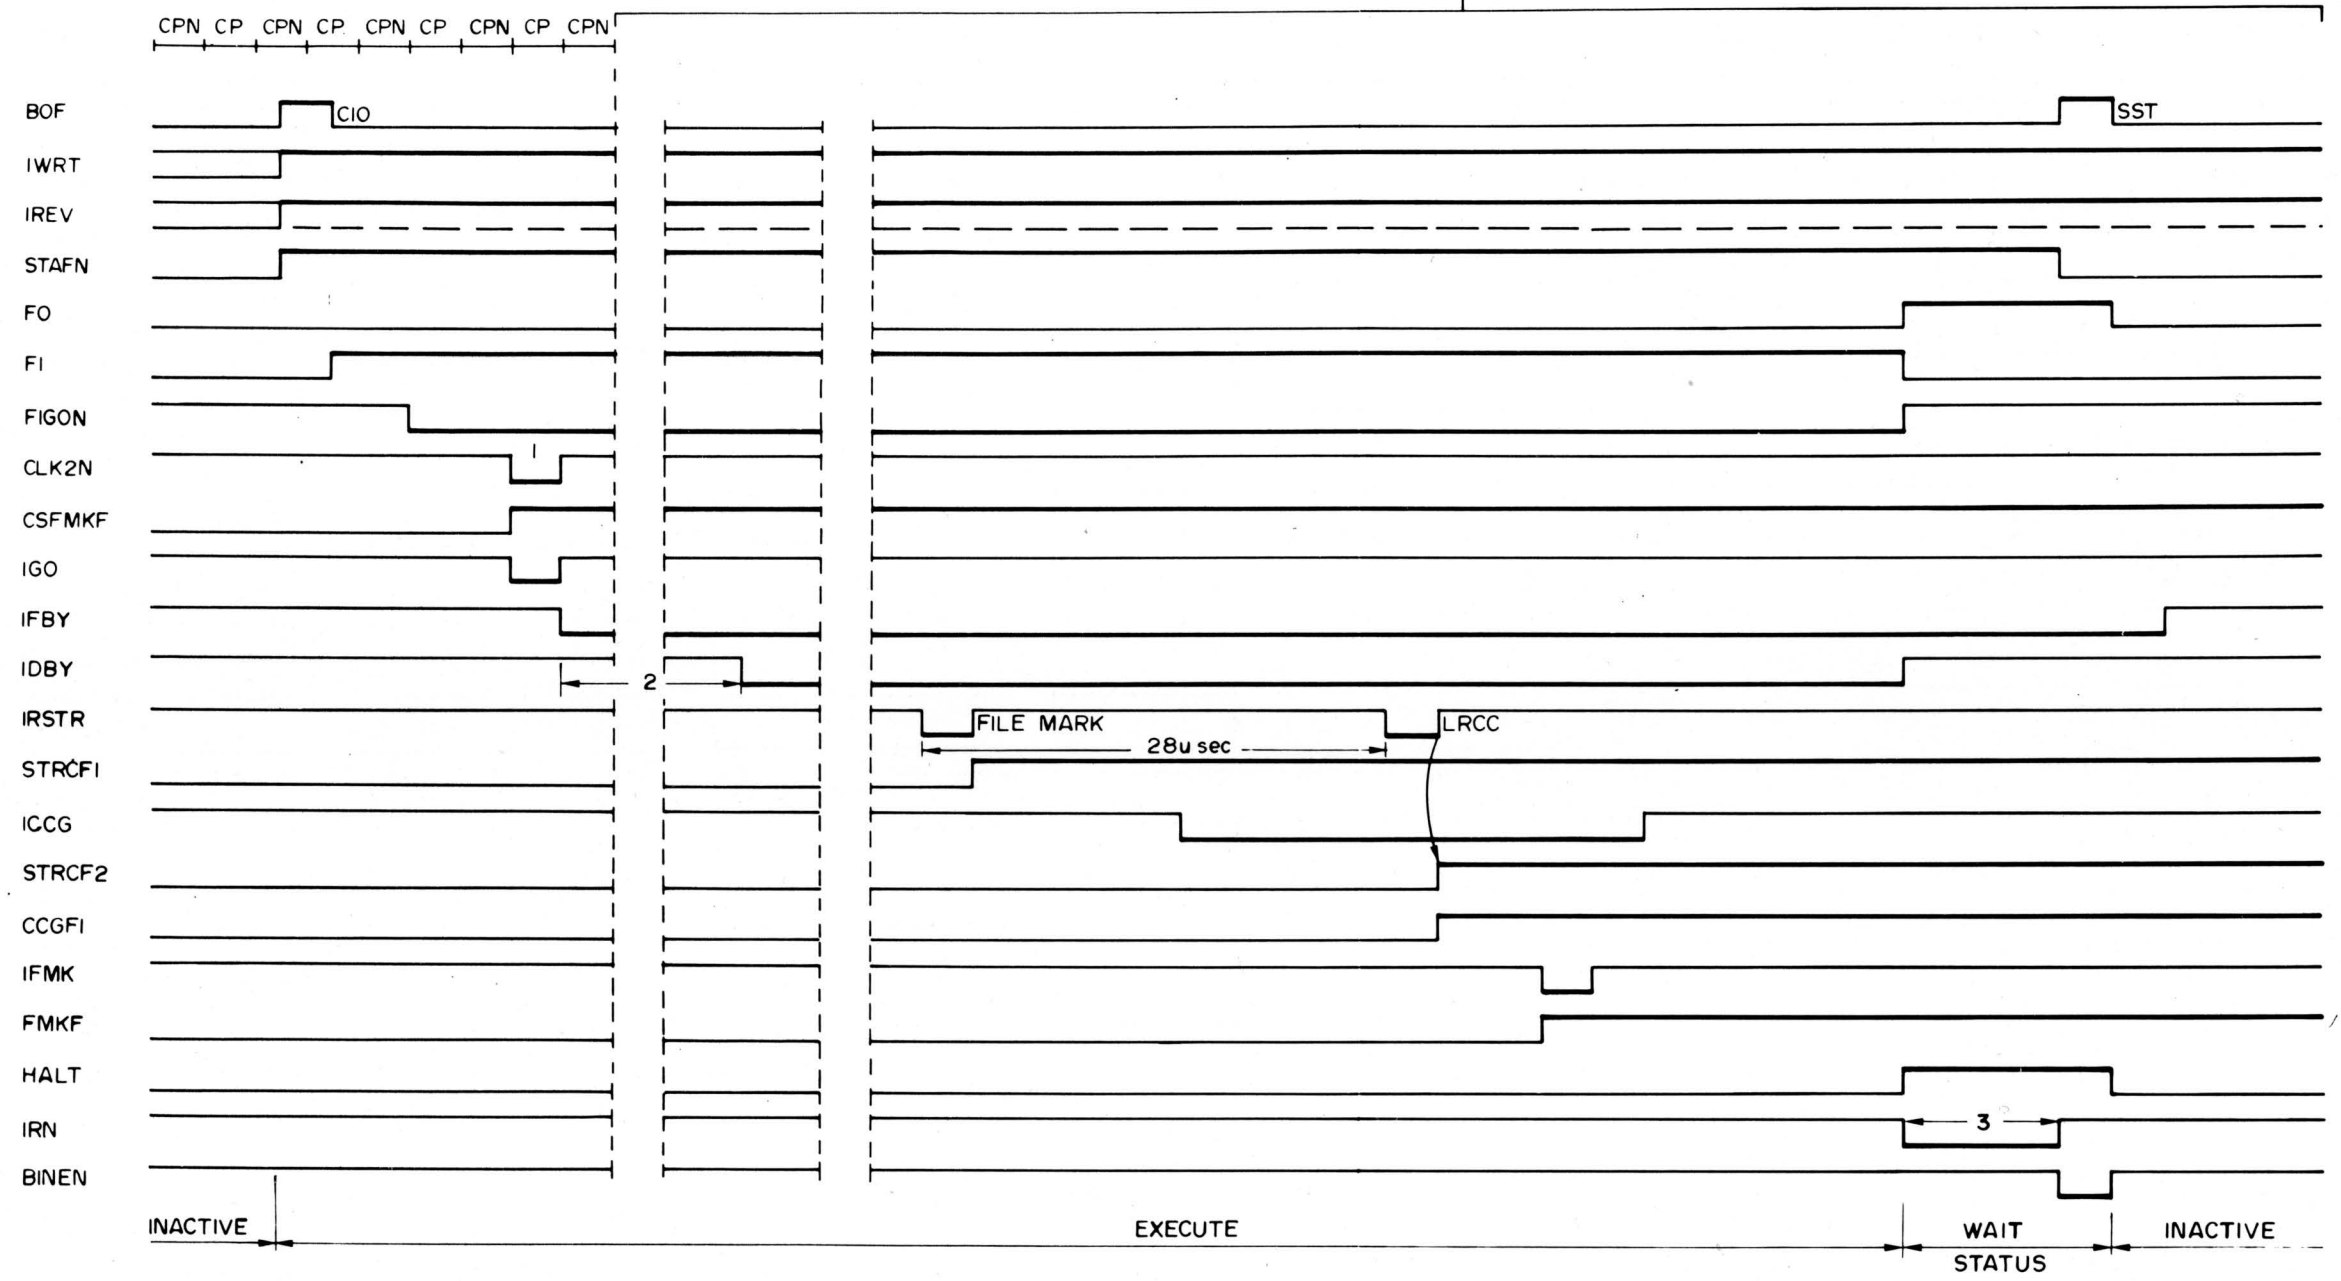 CPN CP CPN CP CPN CP CPN CP CPN
BOF CIO SST
IWRT
IREV
STAFN
FO
FI
FIGON
CLK2N 1
CSFMKF
IGO
IFBY
IDBY 2
IRSTR FILE MARK LRCC
28u sec
STRCF1
ICCG
STRCF2
CCGF1
IFMK
FMKF
HALT
IRN 3
BINEN
INACTIVE EXECUTE WAIT INACTIVE
STATUS